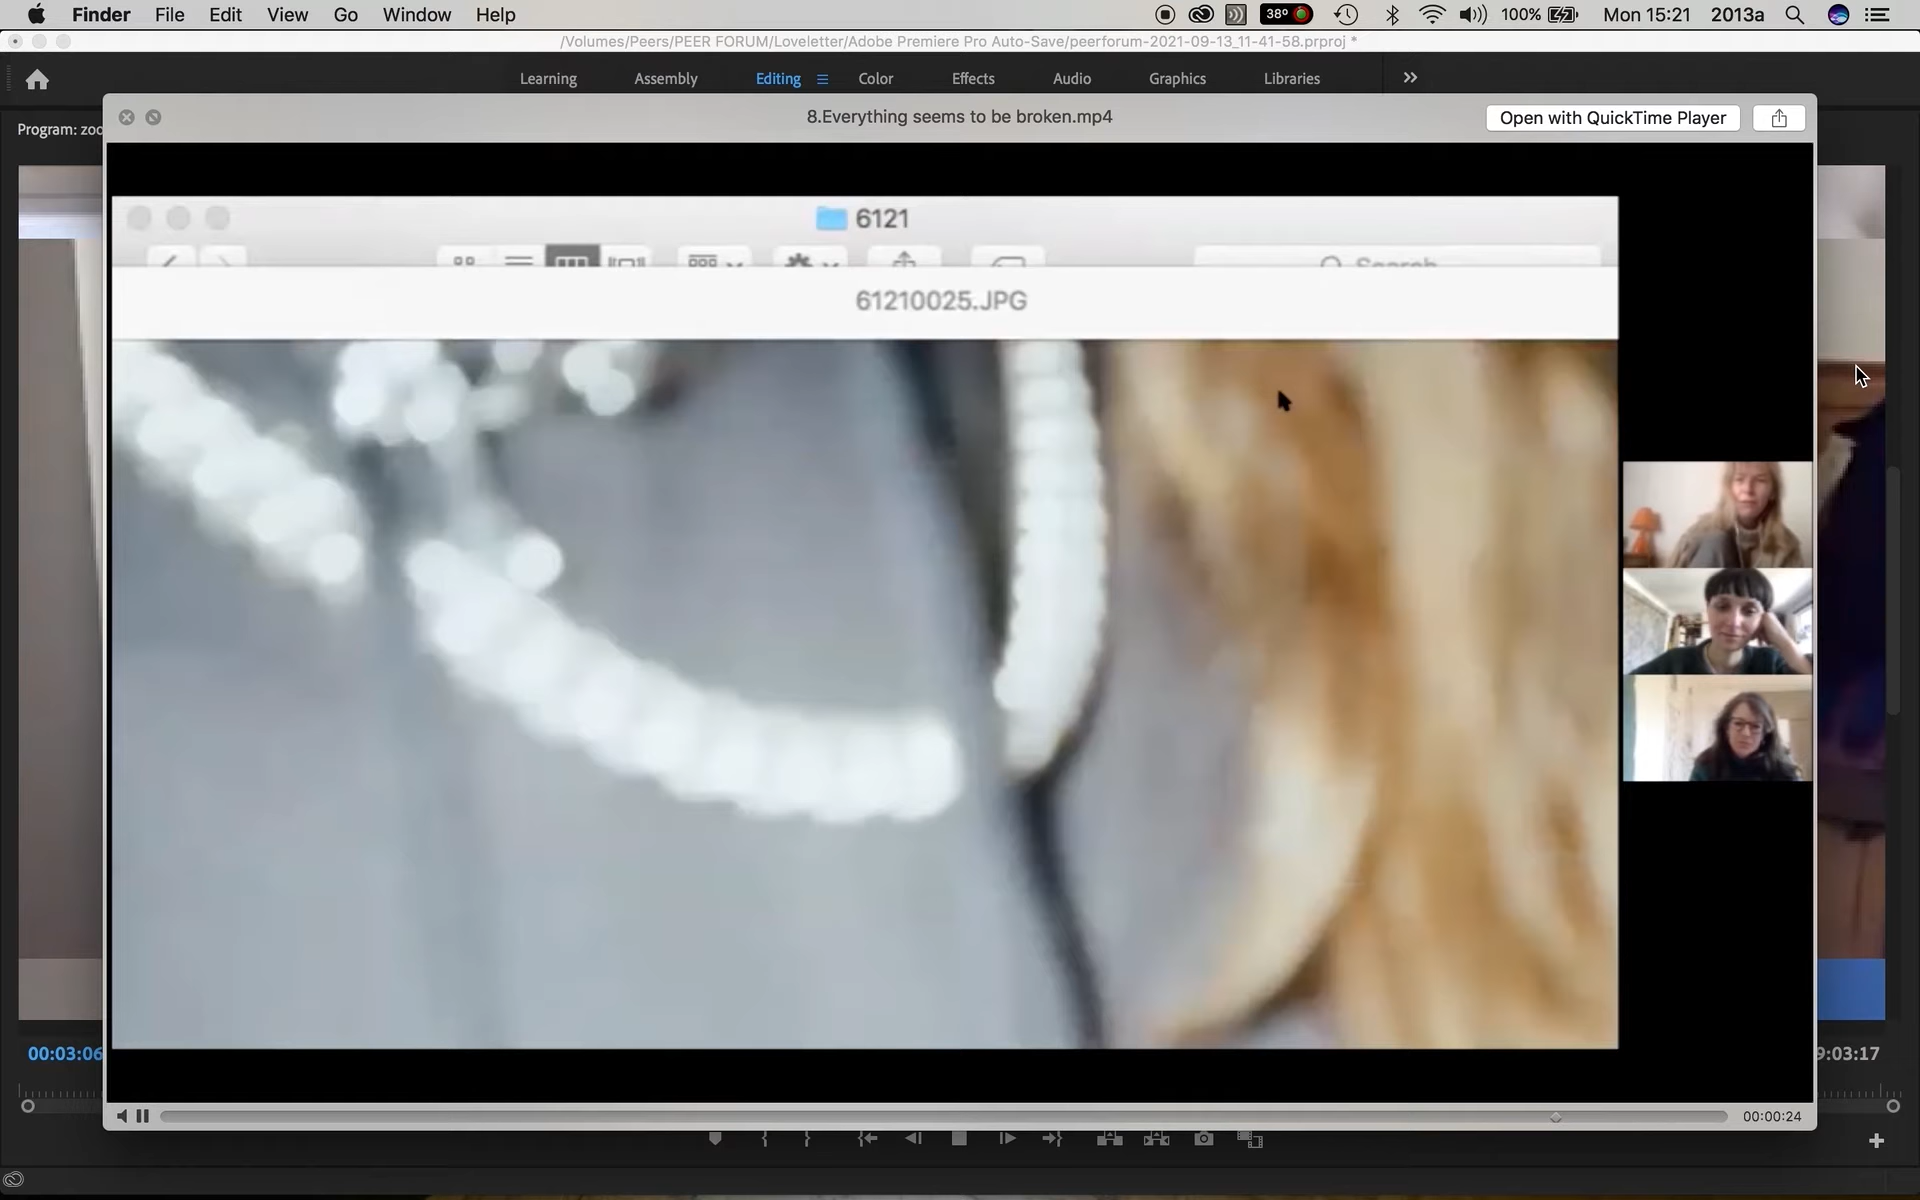 Finder File Edit View Go Window Help 38° 100% Mon 15:21 2013a
/Volumes/Peers/PEER FORUM/Loveletter/Adobe Premiere Pro Auto-Save/peerforum-2021-09-13_11-41-58.prproj *
Learning Assembly Editing Color Effects Audio Graphics Libraries
8.Everything seems to be broken.mp4
Open with QuickTime Player
Program: zoo
6121
Search
61210025.JPG
00:03:06
9:03:17
00:00:24